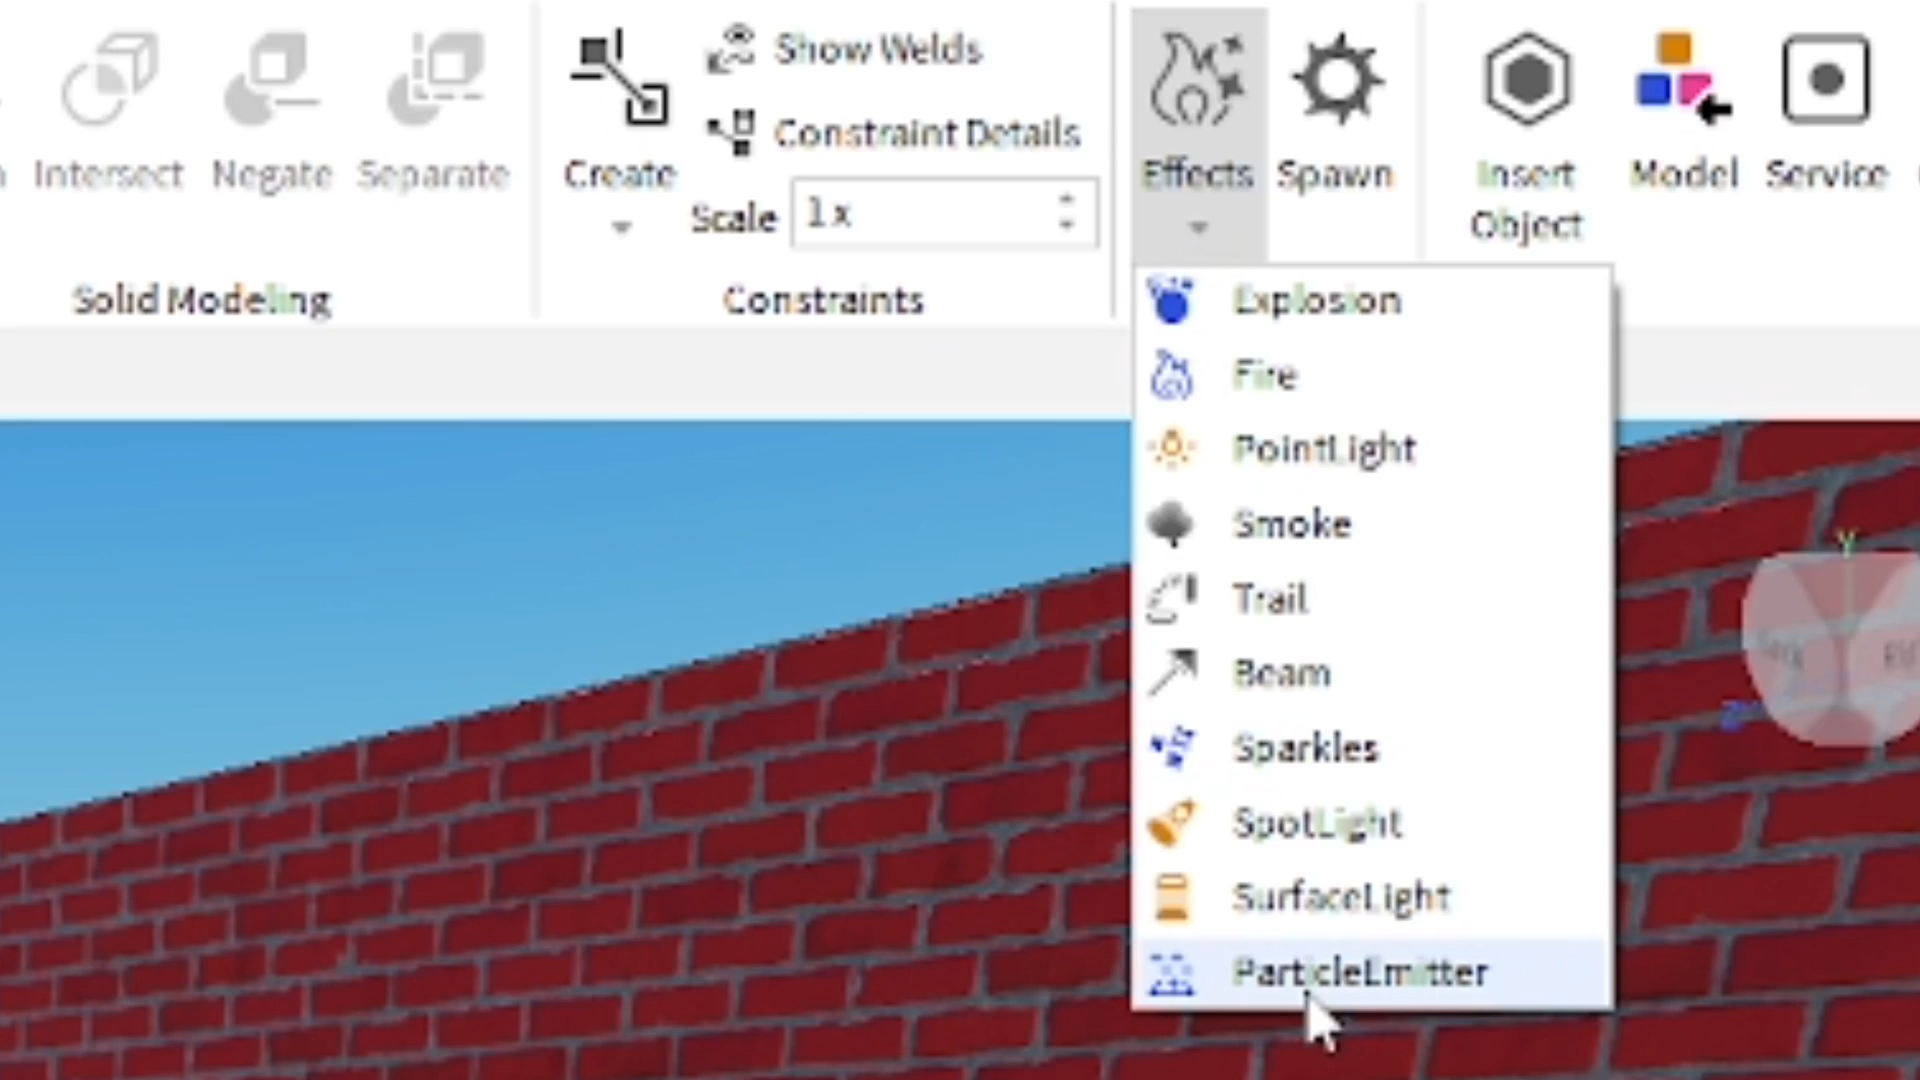 Intersect
Negate
Separate
Solid Modeling
Create
Show Welds
Constraint Details
Scale 1x
Constraints
Effects
Spawn
Insert
Object
Model
Service
Explosion
Fire
PointLight
Smoke
Trail
Beam
Sparkles
SpotLight
SurfaceLight
ParticleEmitter
Y
Z